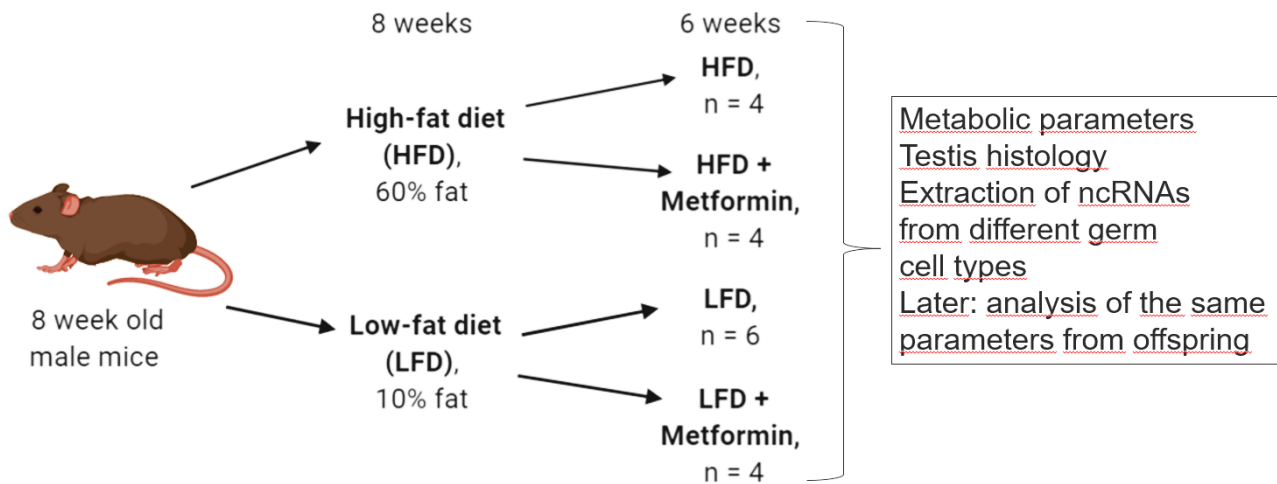 8 weeks
6 weeks
8 week old
male mice
High-fat diet
(HFD),
60% fat
Low-fat diet
(LFD),
10% fat
HFD,
n = 4
HFD +
Metformin,
n = 4
LFD,
n = 6
LFD +
Metformin,
n = 4
Metabolic parameters
Testis histology
Extraction of ncRNAs
from different germ
cell types
Later: analysis of the same
parameters from offspring